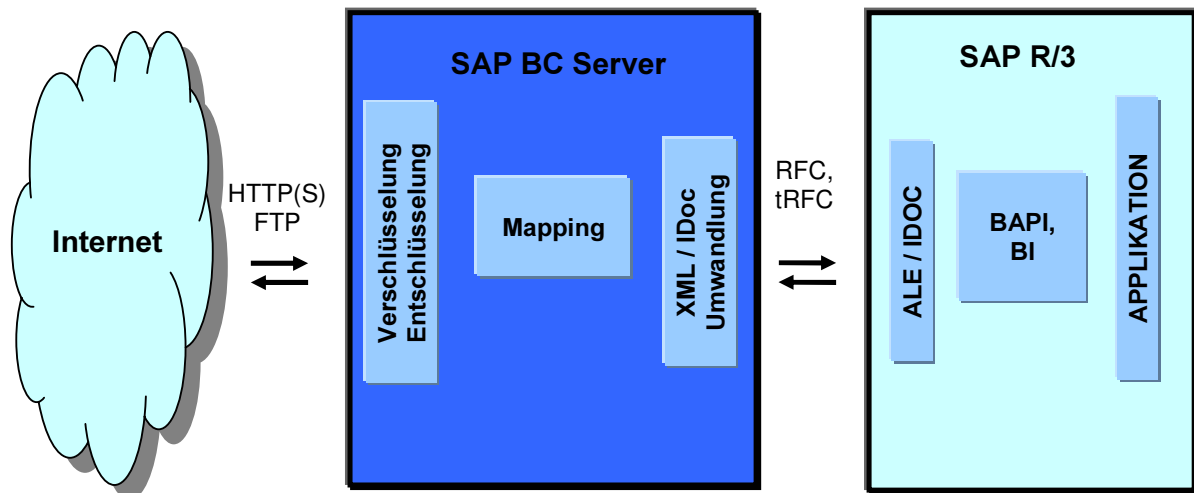 Internet
HTTP(S)
FTP
SAP BC Server
Verschlüsselung
Entschlüsselung
Mapping
XML / IDoc
Umwandlung
RFC,
tRFC
SAP R/3
ALE / IDOC
BAPI,
BI
APPLIKATION